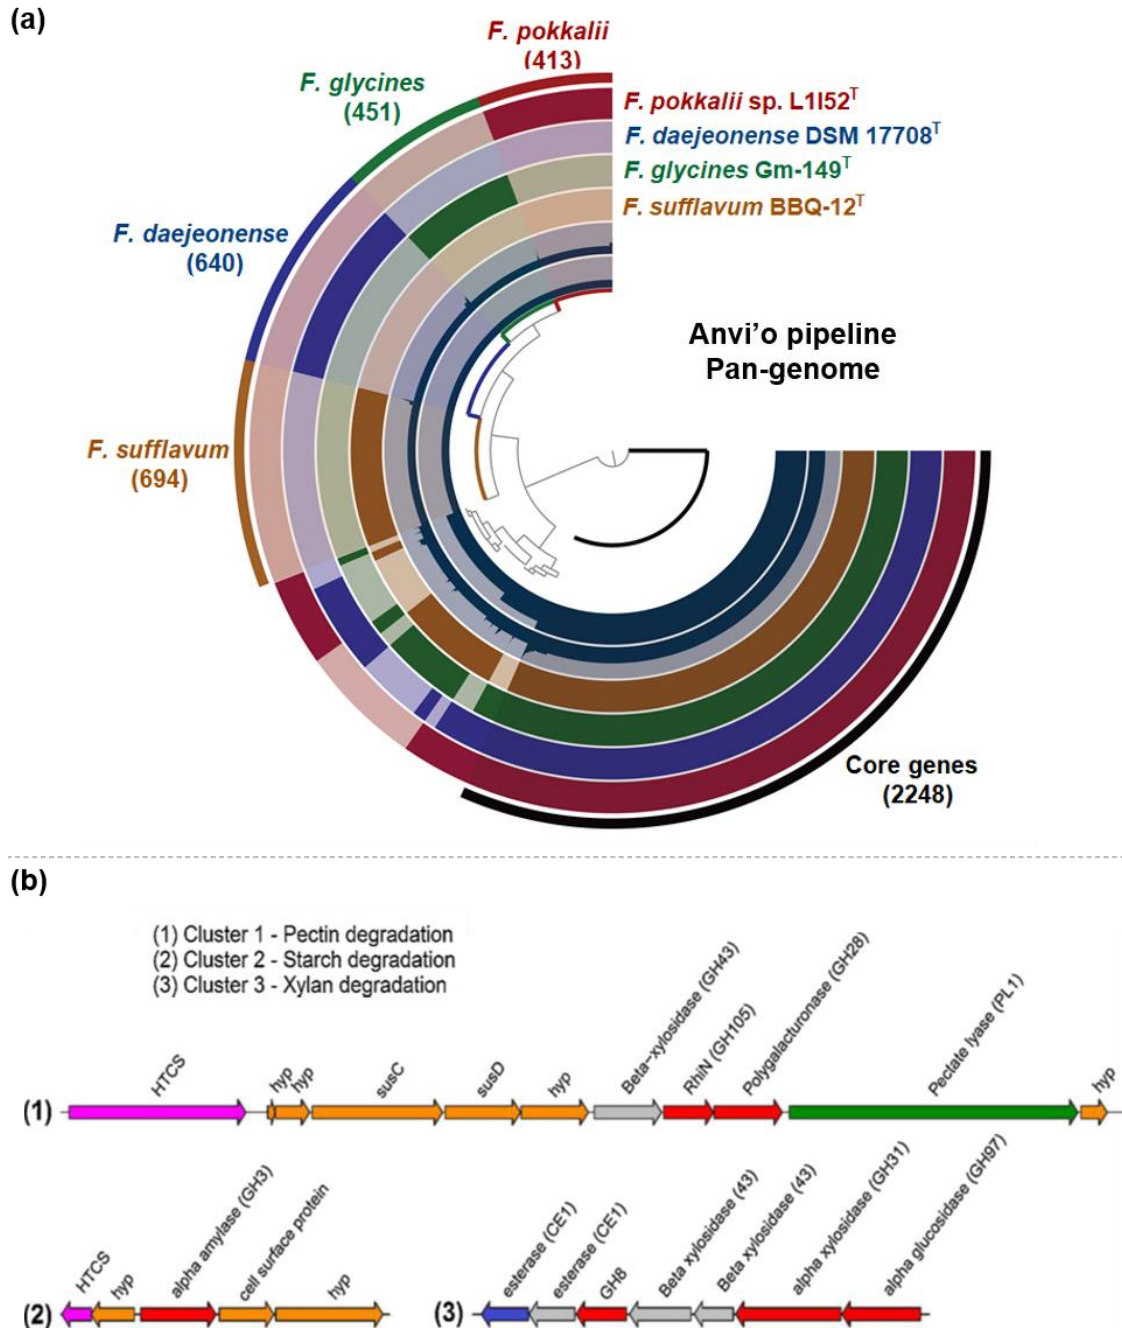 (a)
F. pokkalii
(413)
F. glycines
(451)
F. daejeonense
(640)
F. sufflavum
(694)
F. pokkalii sp. L1I52T
F. daejeonense DSM 17708T
F. glycines Gm-149T
F. sufflavum BBQ-12T
Anvi’o pipeline
Pan-genome
Core genes
(2248)
(b)
(1) Cluster 1 - Pectin degradation
(2) Cluster 2 - Starch degradation
(3) Cluster 3 - Xylan degradation
(1)
HTCS
hyp
hyp
susC
susD
hyp
Beta-xylosidase (GH43)
RhiN (GH105)
Polygalacturonase (GH28)
Pectate lyase (PL1)
hyp
(2)
HTCS
hyp
alpha amylase (GH3)
cell surface protein
hyp
(3)
esterase (CE1)
esterase (CE1)
GH8
Beta xylosidase (43)
Beta xylosidase (43)
alpha xylosidase (GH31)
alpha glucosidase (GH97)